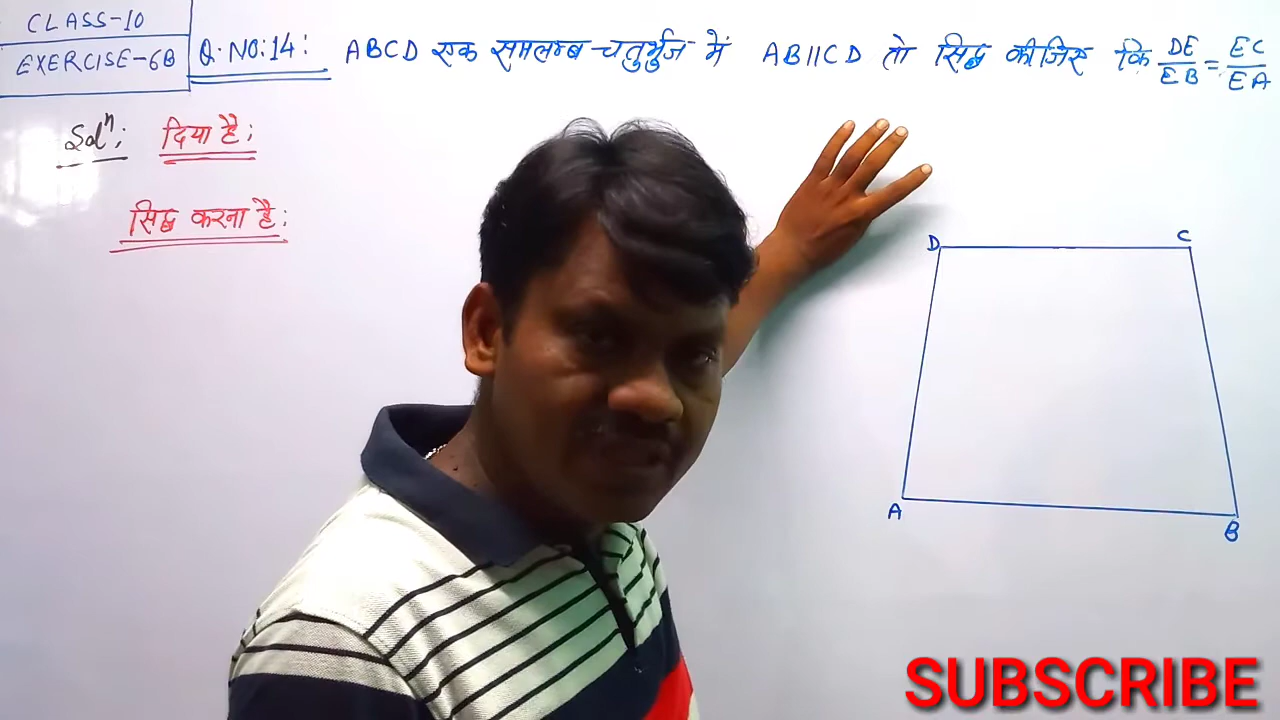 CLASS-10
EXERCISE-6B
Q.NO:14: ABCD एक समलम्ब चतुर्भुज में AB||CD तो सिद्ध कीजिए कि DE/EB = EC/EA
Solⁿ: दिया है:
सिद्ध करना है:
D C
A B
SUBSCRIBE